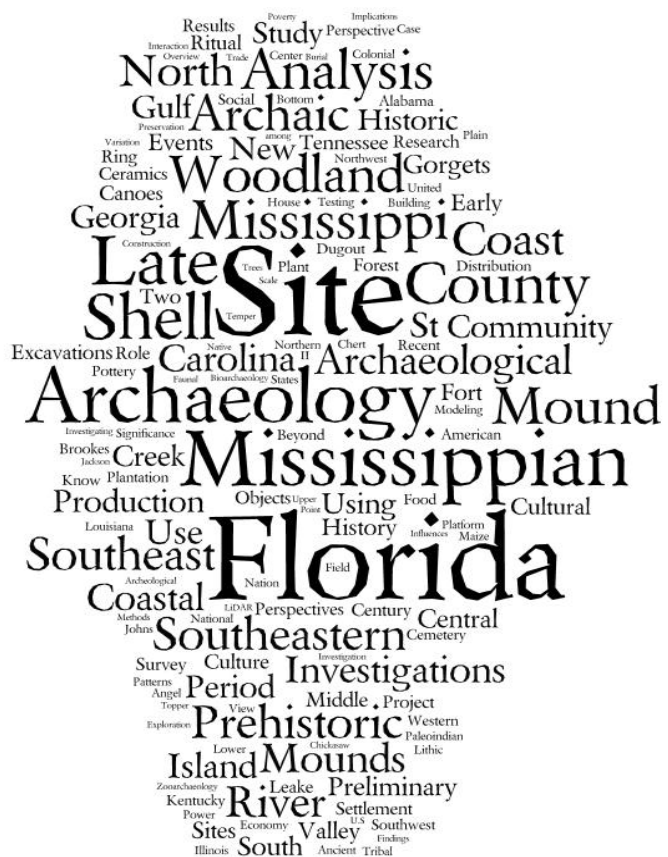 Poverty Implications
Results Study Perspective Case
Interaction Ritual
Overview Trade Center Burial Colonial
North Analysis
Gulf Social Bottom Alabama
Archaic Historic
Preservation among
Variation Events New Tennessee Research Plain
Ring Woodland Northwest Gorgets
Ceramics United
Canoes House Testing Building Early
Georgia Mississippi Coast
Construction Dugout
Late Site Trees Plant Forest Distribution
Scale County
Shell Two Temper St Community
Native Northern Chert Recent
Excavations Role Carolina II Archaeological
Pottery Faunal Bioarchaeology States
Archaeology Fort Mound
Modeling
Investigating Significance Beyond American
Brookes Creek Mississippian
Jackson
Know Plantation
Production Objects Upper Using Food Cultural
Point
Louisiana Use History Platform
Influences Maize
Southeast Florida
Archeological Nation Field
Coastal LiDAR Perspectives Century Central
Methods National
Johns Southeastern Cemetery
Survey Culture Investigation
Patterns Investigations
Angel Period
Topper View Middle Project
Exploration Prehistoric Western
Paleoindian
Lower Chickasaw Lithic
Island Mounds
Zooarchaeology Leake Preliminary
Kentucky River Settlement
Power
Sites Economy Valley U.S Southwest
Findings
Illinois South Ancient Tribal